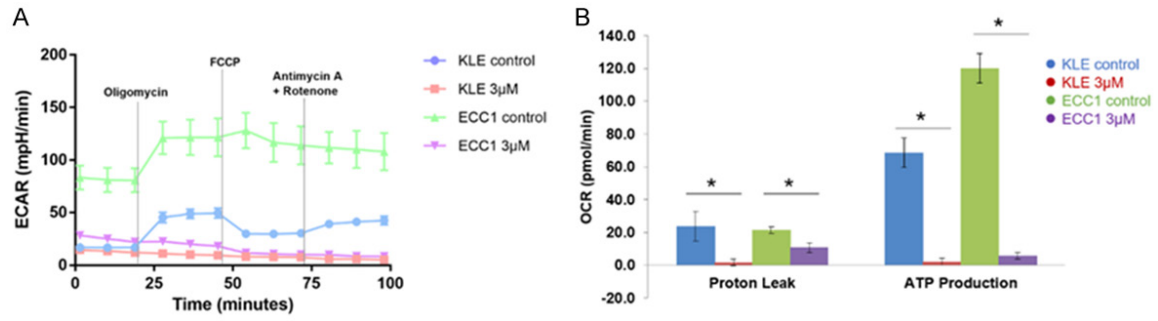 A
200
150
100
50
0
ECAR (mpH/min)
0 25 50 75 100
Time (minutes)
Oligomycin
FCCP
Antimycin A
+ Rotenone
KLE control
KLE 3μM
ECC1 control
ECC1 3μM
B
140.0
120.0
100.0
80.0
60.0
40.0
20.0
0.0
-20.0
OCR (pmol/min)
* * * *
Proton Leak ATP Production
KLE control
KLE 3μM
ECC1 control
ECC1 3μM